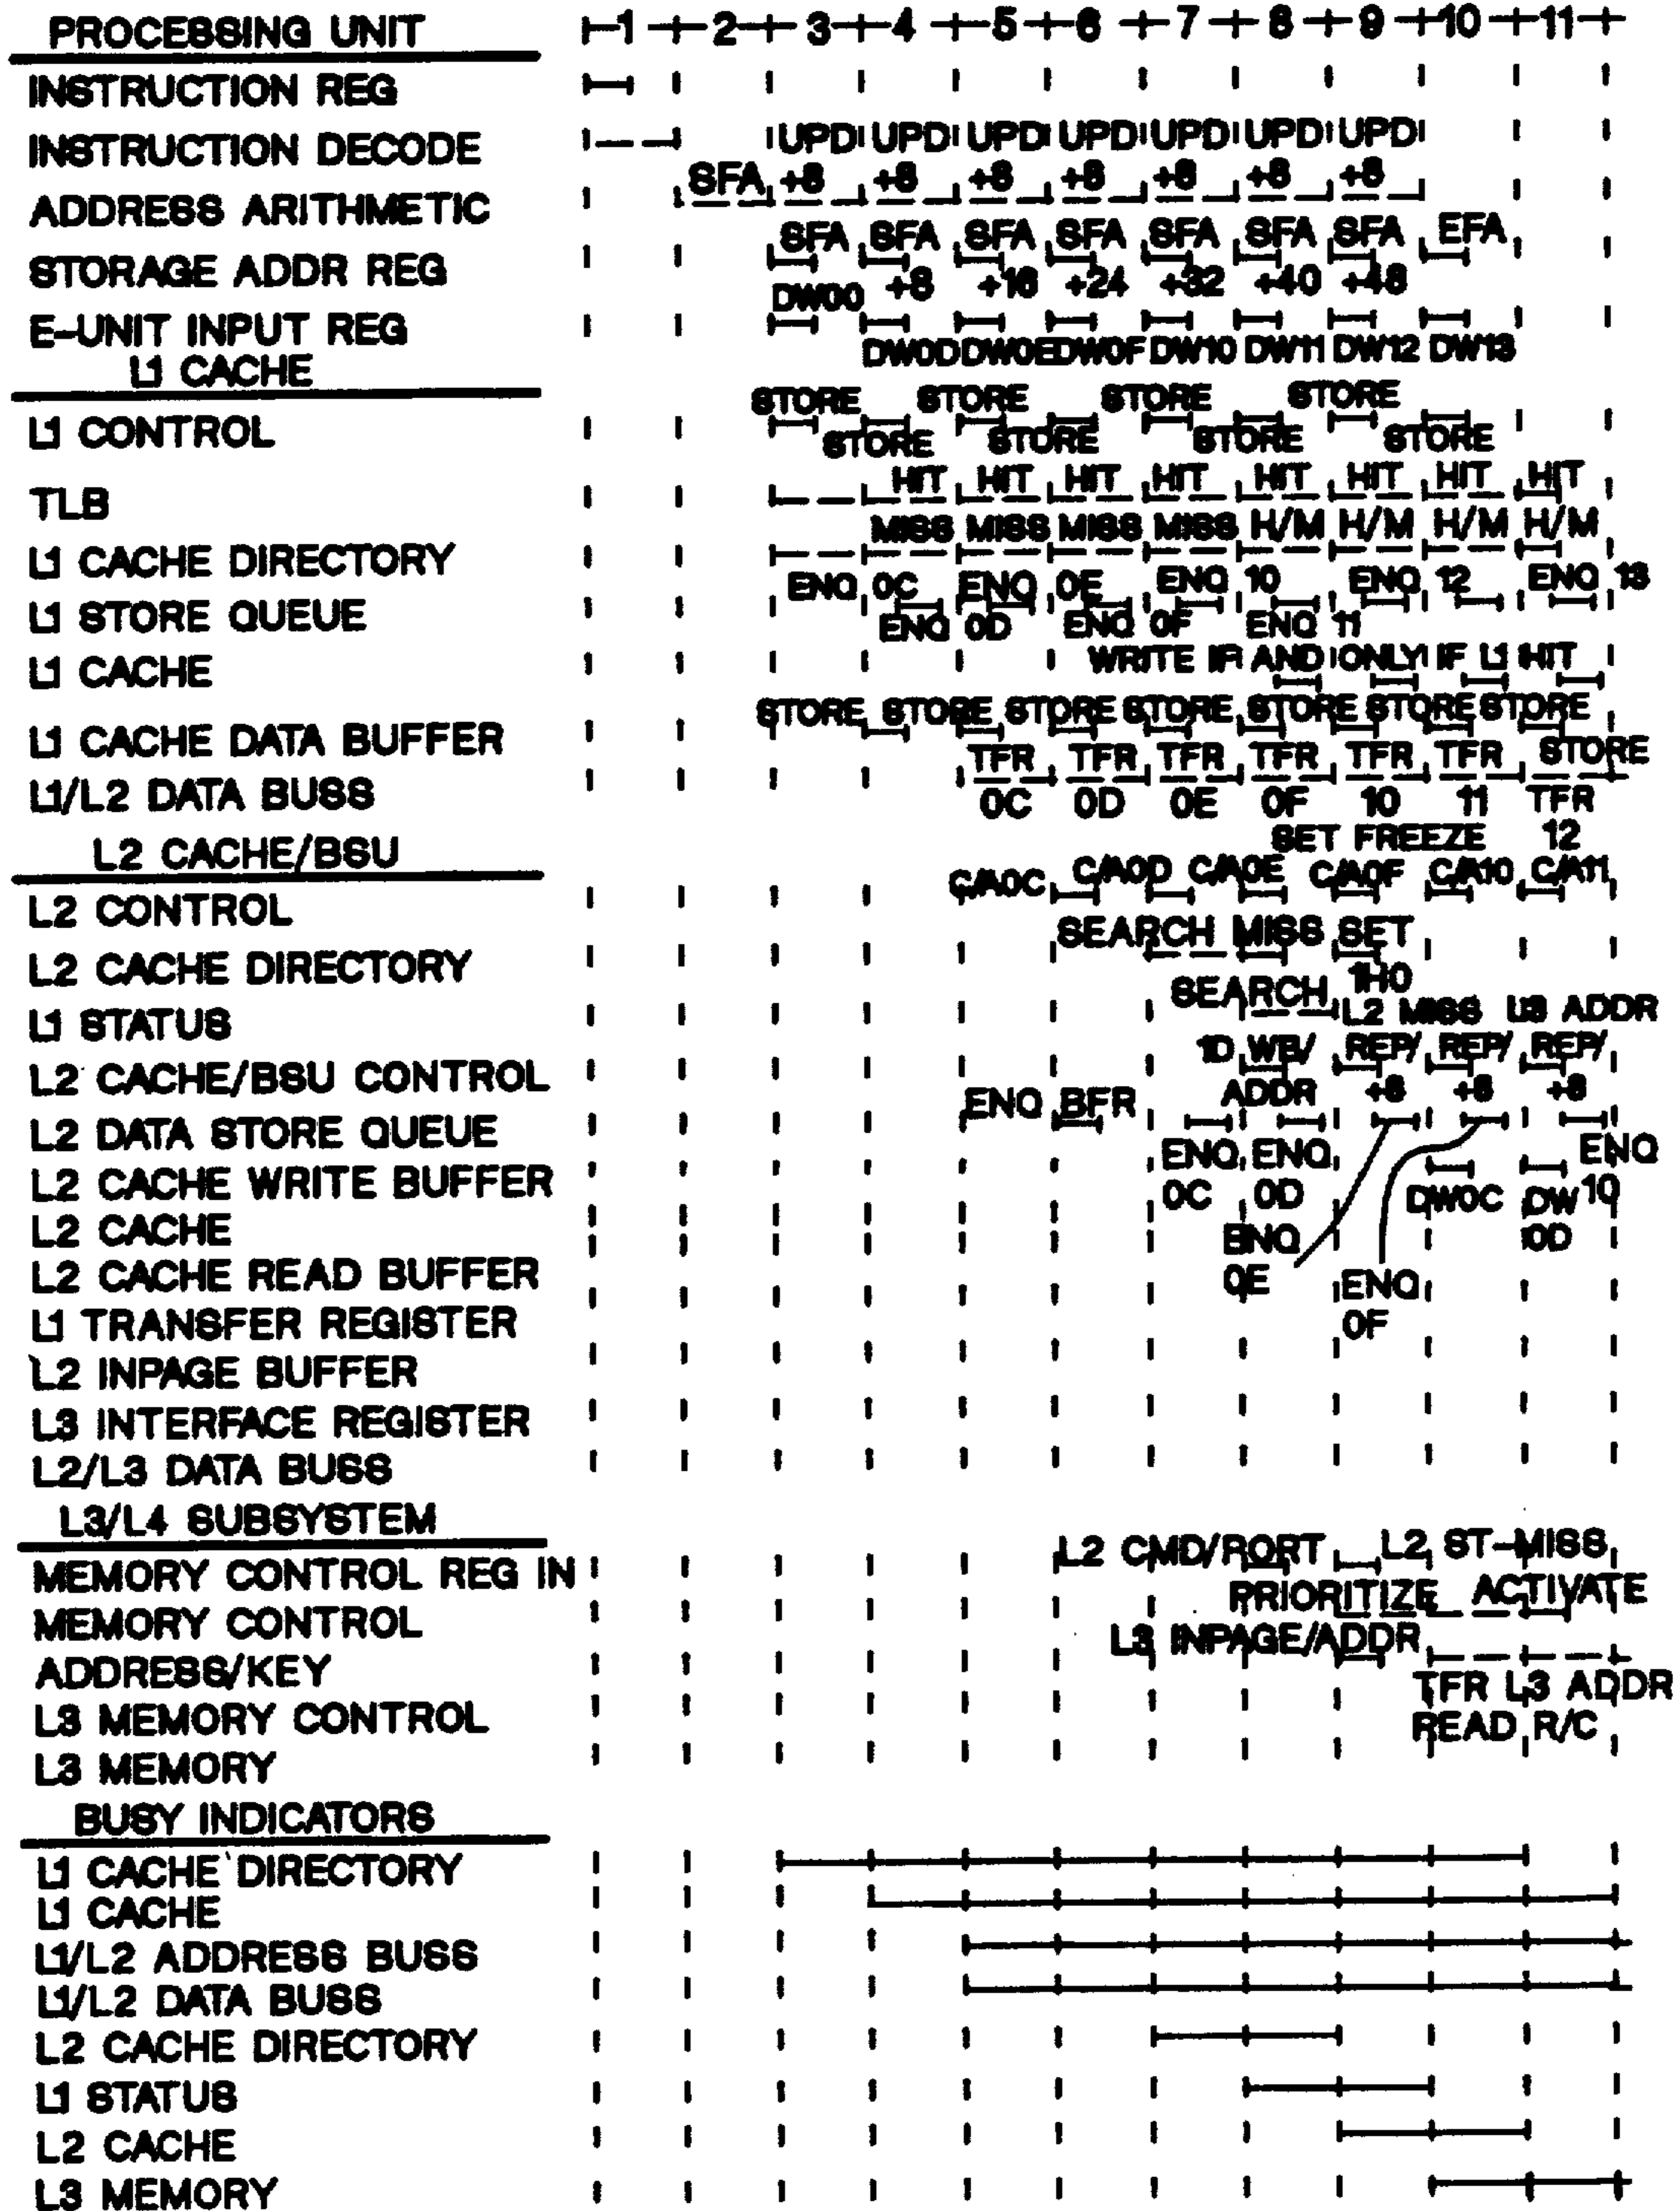 PROCESSING UNIT 1 2 3 4 5 6 7 8 9 10 11
INSTRUCTION REG
INSTRUCTION DECODE UPD UPD UPD UPD UPD UPD UPD
SFA +8 +8 +8 +8 +8 +8 +8
ADDRESS ARITHMETIC
SFA SFA SFA SFA SFA SFA SFA EFA
STORAGE ADDR REG
DW00 +8 +16 +24 +32 +40 +48
E-UNIT INPUT REG
DW0D DW0E DW0F DW10 DW11 DW12 DW13
L1 CACHE
STORE STORE STORE STORE
L1 CONTROL
STORE STORE STORE STORE
HIT HIT HIT HIT HIT HIT HIT HIT
TLB
MISS MISS MISS MISS H/M H/M H/M H/M
L1 CACHE DIRECTORY
ENQ 0C ENQ 0E ENQ 10 ENQ 12 ENQ 13
L1 STORE QUEUE
ENQ 0D ENQ 0F ENQ 11
L1 CACHE WRITE IF AND ONLY IF L1 HIT
STORE STORE STORE STORE STORE STORE STORE
L1 CACHE DATA BUFFER
TFR TFR TFR TFR TFR TFR STORE
L1/L2 DATA BUSS
0C 0D 0E 0F 10 11 TFR
SET FREEZE 12
L2 CACHE/BSU
C/A0C C/A0D C/A0E C/A0F C/A10 C/A11
L2 CONTROL
SEARCH MISS SET
L2 CACHE DIRECTORY
SEARCH 1H0
L1 STATUS L2 MISS L3 ADDR
1D WB/ REP/ REP/ REP/
L2 CACHE/BSU CONTROL
ADDR +8 +8 +8
ENQ BFR
L2 DATA STORE QUEUE
ENQ ENQ ENQ
L2 CACHE WRITE BUFFER
0C 0D DW0C DW 10
L2 CACHE
ENQ 0D
L2 CACHE READ BUFFER
0E ENQ
L1 TRANSFER REGISTER
0F
L2 INPAGE BUFFER
L3 INTERFACE REGISTER
L2/L3 DATA BUSS
L3/L4 SUBSYSTEM
L2 CMD/PORT L2 ST-MISS
MEMORY CONTROL REG IN
PRIORITIZE ACTIVATE
MEMORY CONTROL
L3 INPAGE/ADDR
ADDRESS/KEY
TFR L3 ADDR
L3 MEMORY CONTROL
READ R/C
L3 MEMORY
BUSY INDICATORS
L1 CACHE DIRECTORY
L1 CACHE
L1/L2 ADDRESS BUSS
L1/L2 DATA BUSS
L2 CACHE DIRECTORY
L1 STATUS
L2 CACHE
L3 MEMORY